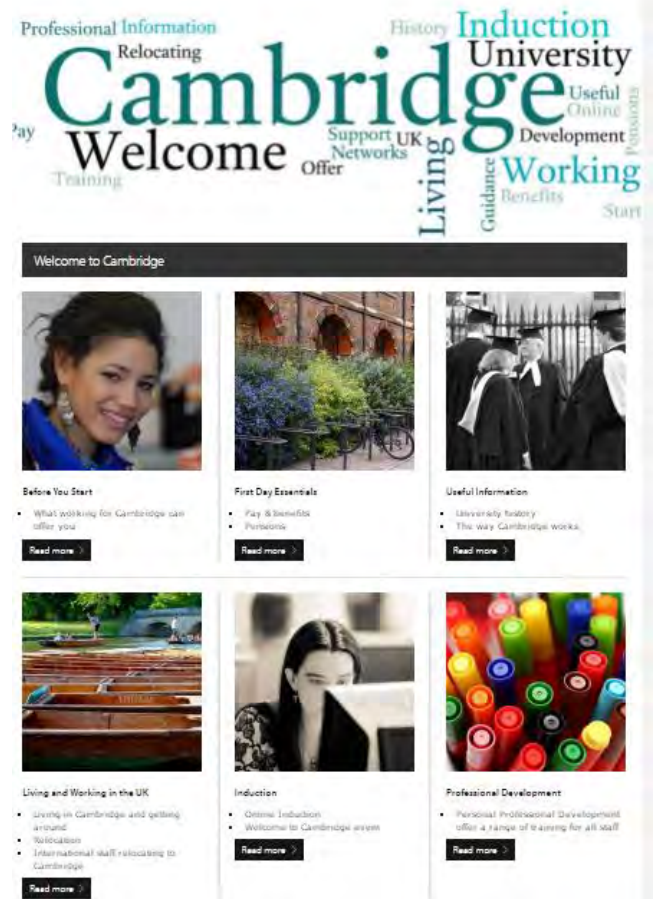 Professional Information
History
Induction
Relocating
University
Cambridge
Useful
Online
Pensions
Pay
Welcome
Support UK
Networks
Offer
Living
Development
Guidance
Working
Training
Benefits
Start
Welcome to Cambridge
Before You Start
• What working for Cambridge can
offer you
Read more >
First Day Essentials
• Pay & benefits
• Pensions
Read more >
Useful Information
• University history
• The way Cambridge works
Read more >
Living and Working in the UK
• Living in Cambridge and getting
around
• Relocation
• International staff relocating to
Cambridge
Read more >
Induction
• Online Induction
• Welcome to Cambridge event
Read more >
Professional Development
• Personal Professional Development
offer a range of training for all staff
Read more >